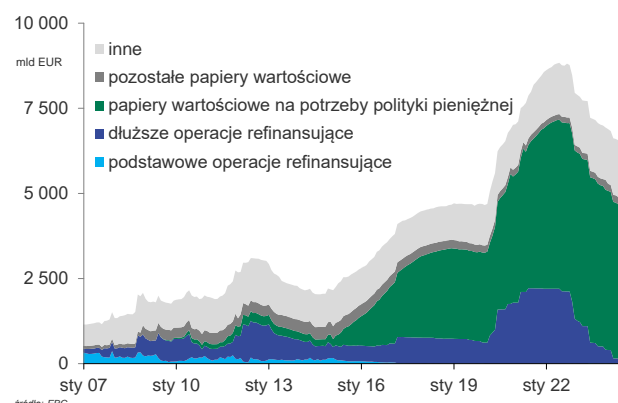 10 000
mld EUR
7 500
5 000
2 500
0
inne
pozostałe papiery wartościowe
papiery wartościowe na potrzeby polityki pieniężnej
dłuższe operacje refinansujące
podstawowe operacje refinansujące
sty 07 sty 10 sty 13 sty 16 sty 19 sty 22
źródło: EBC